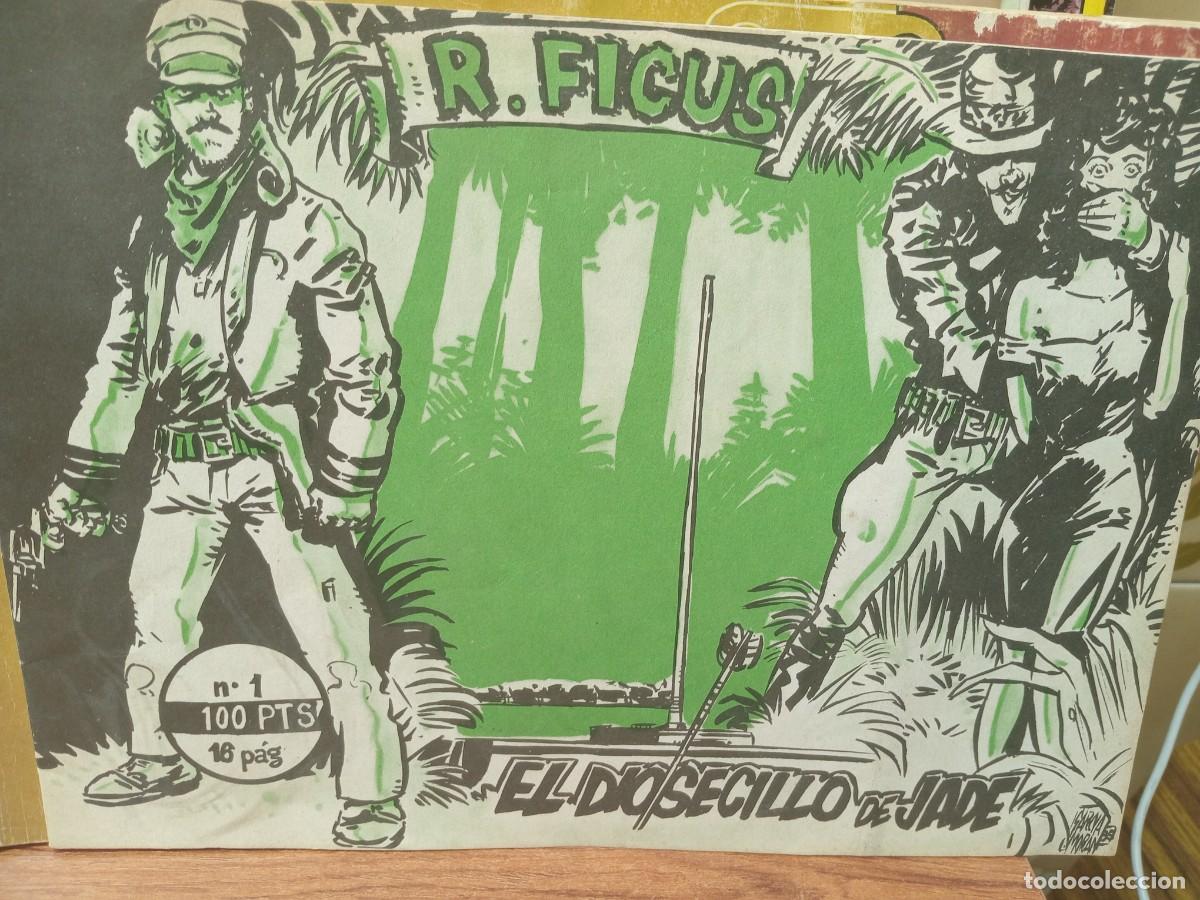 R. FICUS
nº 1
100 PTS
16 pág
EL DIOSECILLO DE JADE
todocoleccion